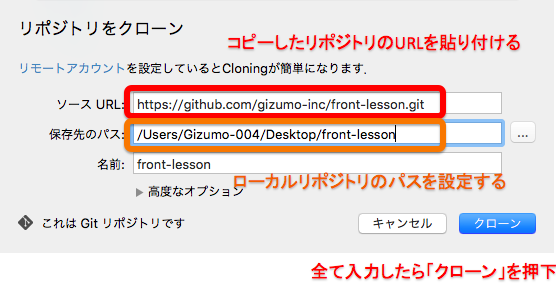 リポジトリをクローン
コピーしたリポジトリのURLを貼り付ける
リモートアカウントを設定しているとCloningが簡単になります.
ソース URL: https://github.com/gizumo-inc/front-lesson.git
保存先のパス: /Users/Gizumo-004/Desktop/front-lesson ...
名前: front-lesson
ローカルリポジトリのパスを設定する
▶ 高度なオプション
これは Git リポジトリです キャンセル クローン
全て入力したら「クローン」を押下